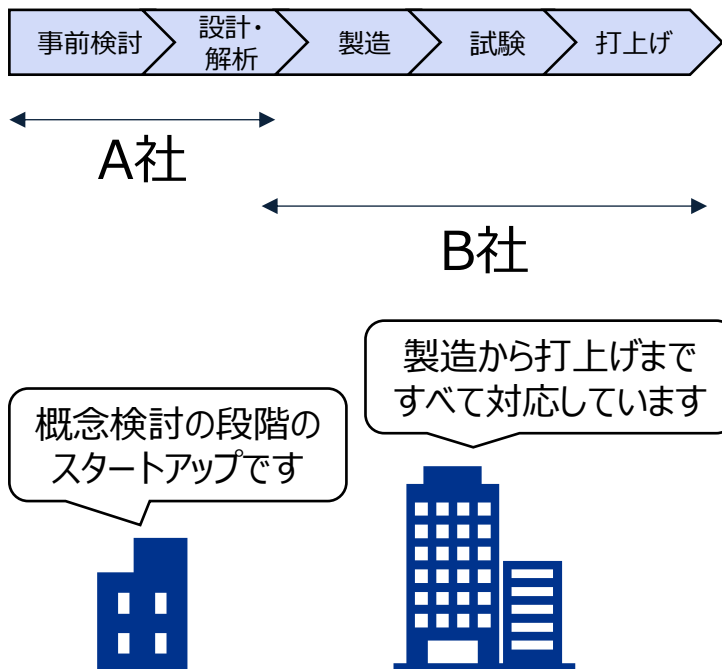 事前検討
設計・
解析
製造
試験
打上げ
A社
B社
製造から打上げまで
すべて対応しています
概念検討の段階の
スタートアップです